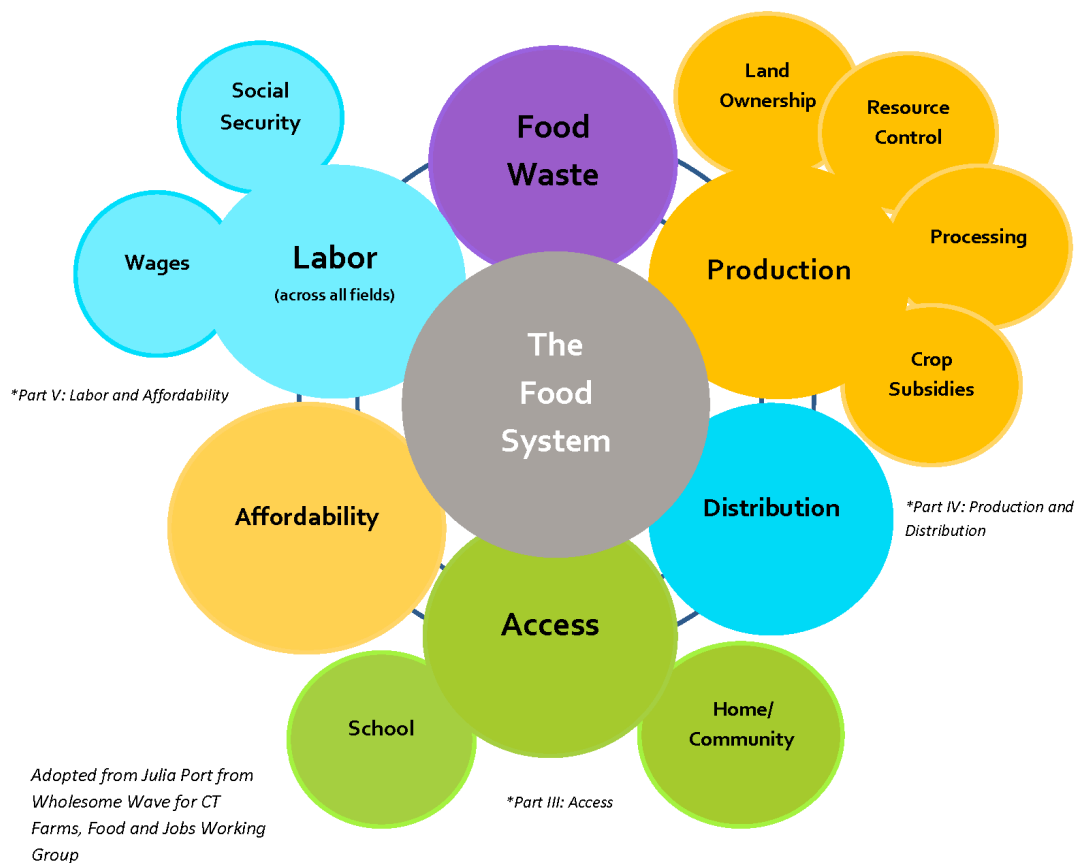 Social
Security
Food
Waste
Land
Ownership
Resource
Control
Wages
Labor
(across all fields)
Production
Processing
The
Food
System
Crop
Subsidies
*Part V: Labor and Affordability
Affordability
Distribution
*Part IV: Production and
Distribution
Access
School
Home/
Community
Adopted from Julia Port from
Wholesome Wave for CT
Farms, Food and Jobs Working
Group
*Part III: Access